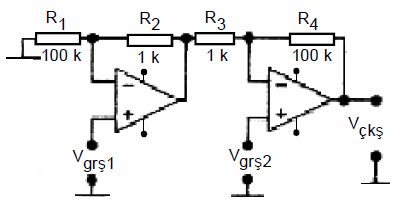 R1 R2 R3 R4
100 k 1 k 1 k 100 k
− −
+ +
Vgrş1 Vgrş2 Vçkş